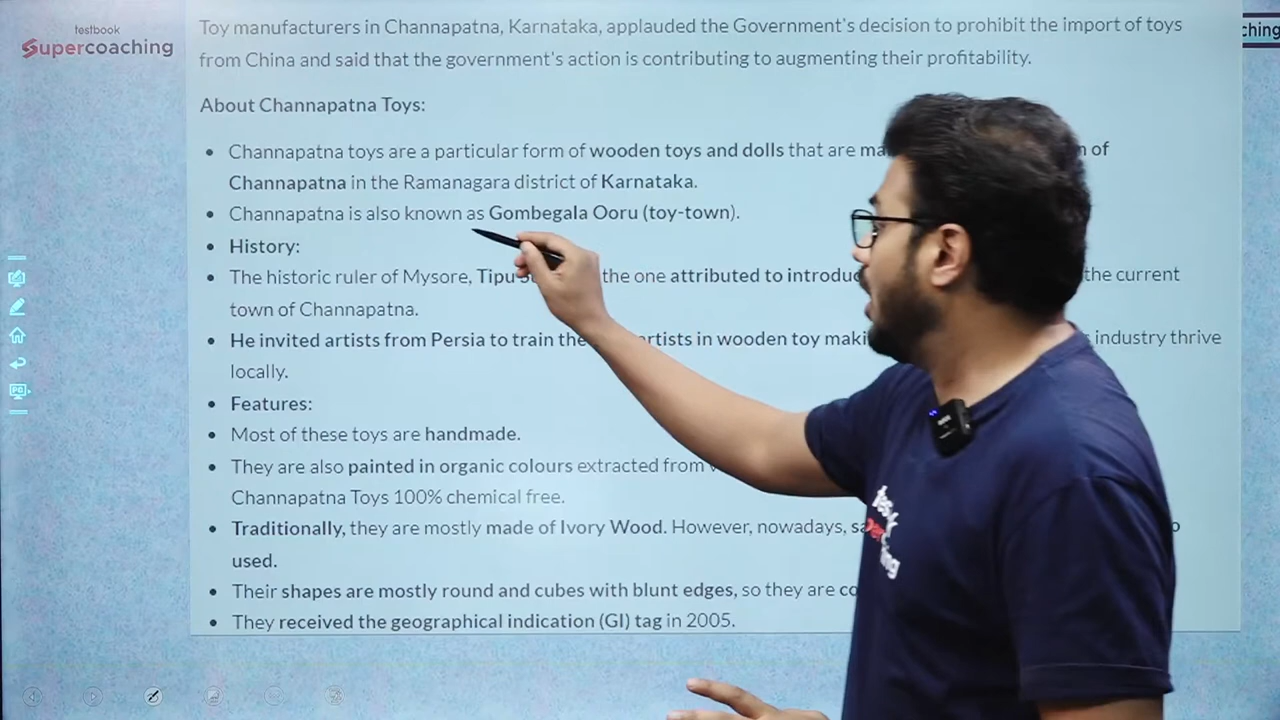 testbook
Supercoaching
ching
Toy manufacturers in Channapatna, Karnataka, applauded the Government's decision to prohibit the import of toys
from China and said that the government's action is contributing to augmenting their profitability.
About Channapatna Toys:
• Channapatna toys are a particular form of wooden toys and dolls that are of
Channapatna in the Ramanagara district of Karnataka.
• Channapatna is also known as Gombegala Ooru (toy-town).
• History:
• The historic ruler of Mysore, Tipu the one attributed to the current
town of Channapatna.
• He invited artists from Persia to train the in wooden toy industry thrive
locally.
• Features:
• Most of these toys are handmade.
• They are also painted in organic colours extracted from
Channapatna Toys 100% chemical free.
• Traditionally, they are mostly made of Ivory Wood. However, nowadays,
used.
• Their shapes are mostly round and cubes with blunt edges, so they are
• They received the geographical indication (GI) tag in 2005.